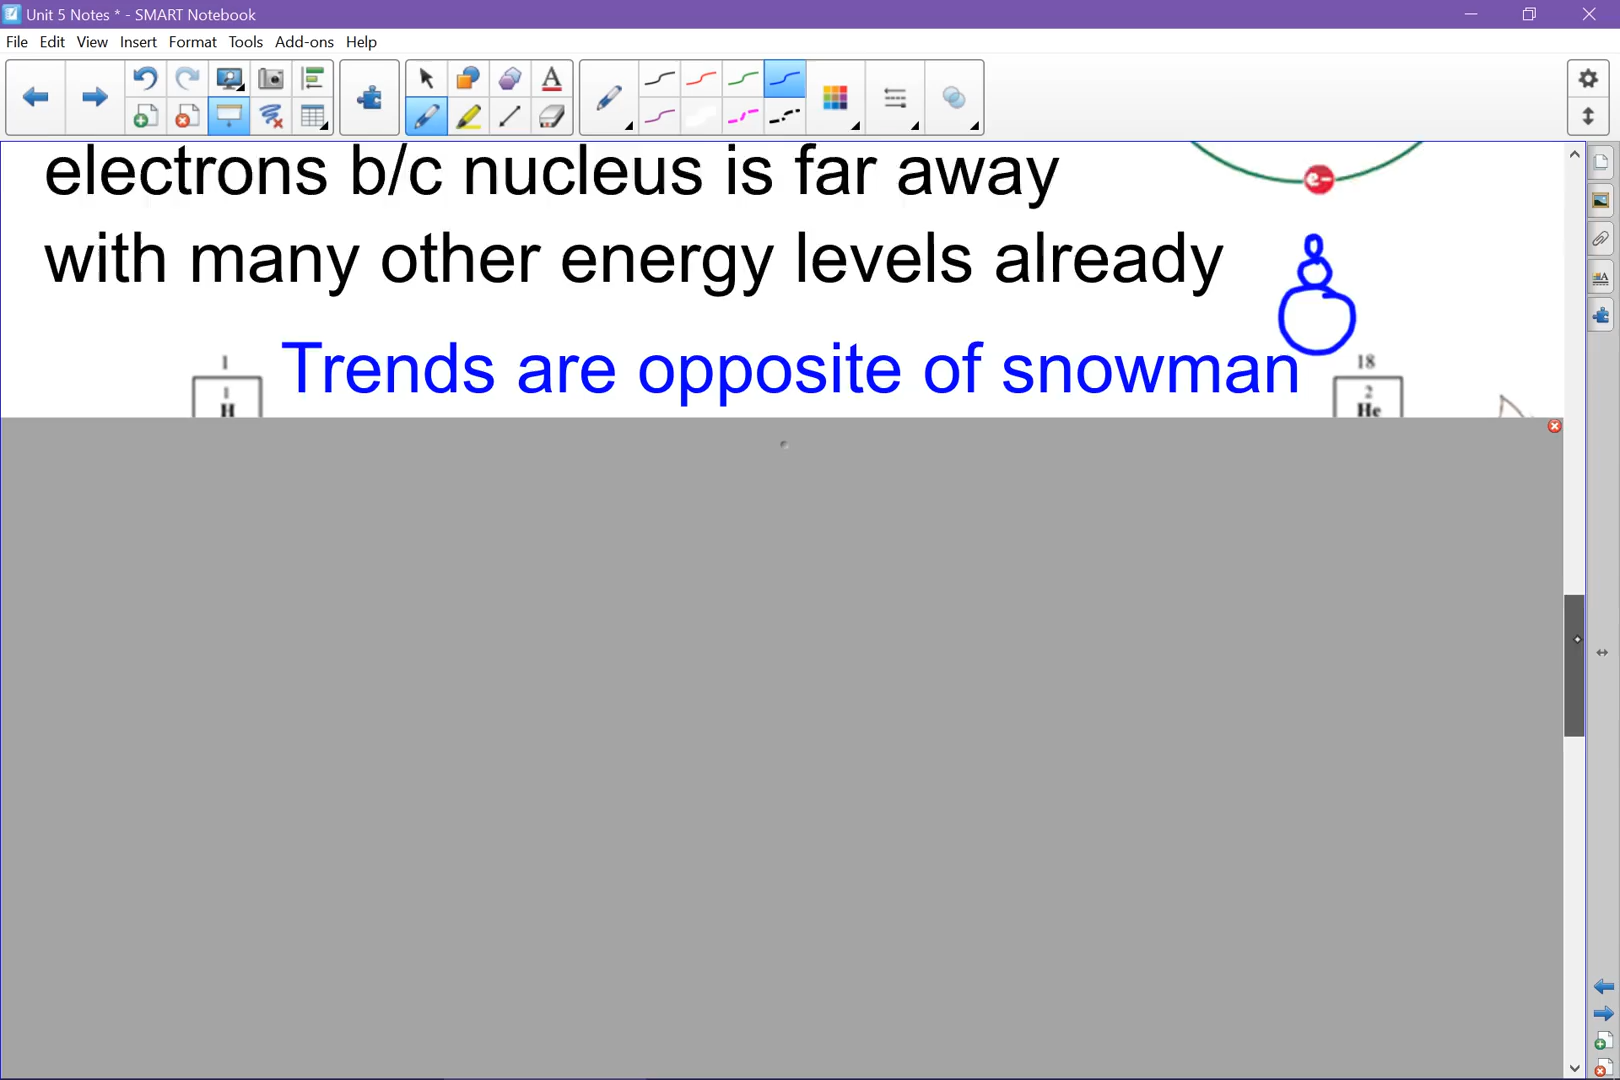 Unit 5 Notes * - SMART Notebook
File Edit View Insert Format Tools Add-ons Help
electrons b/c nucleus is far away
e-
with many other energy levels already
Trends are opposite of snowman
1
18
1
2
H
He